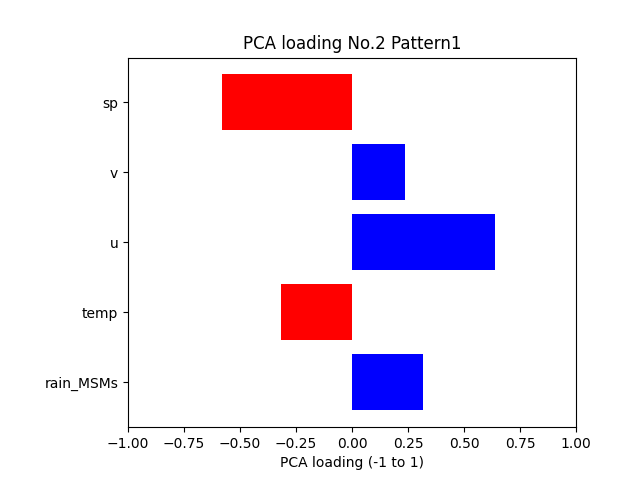 PCA loading No.2 Pattern1
sp
v
u
temp
rain_MSMs
−1.00 −0.75 −0.50 −0.25 0.00 0.25 0.50 0.75 1.00
PCA loading (-1 to 1)